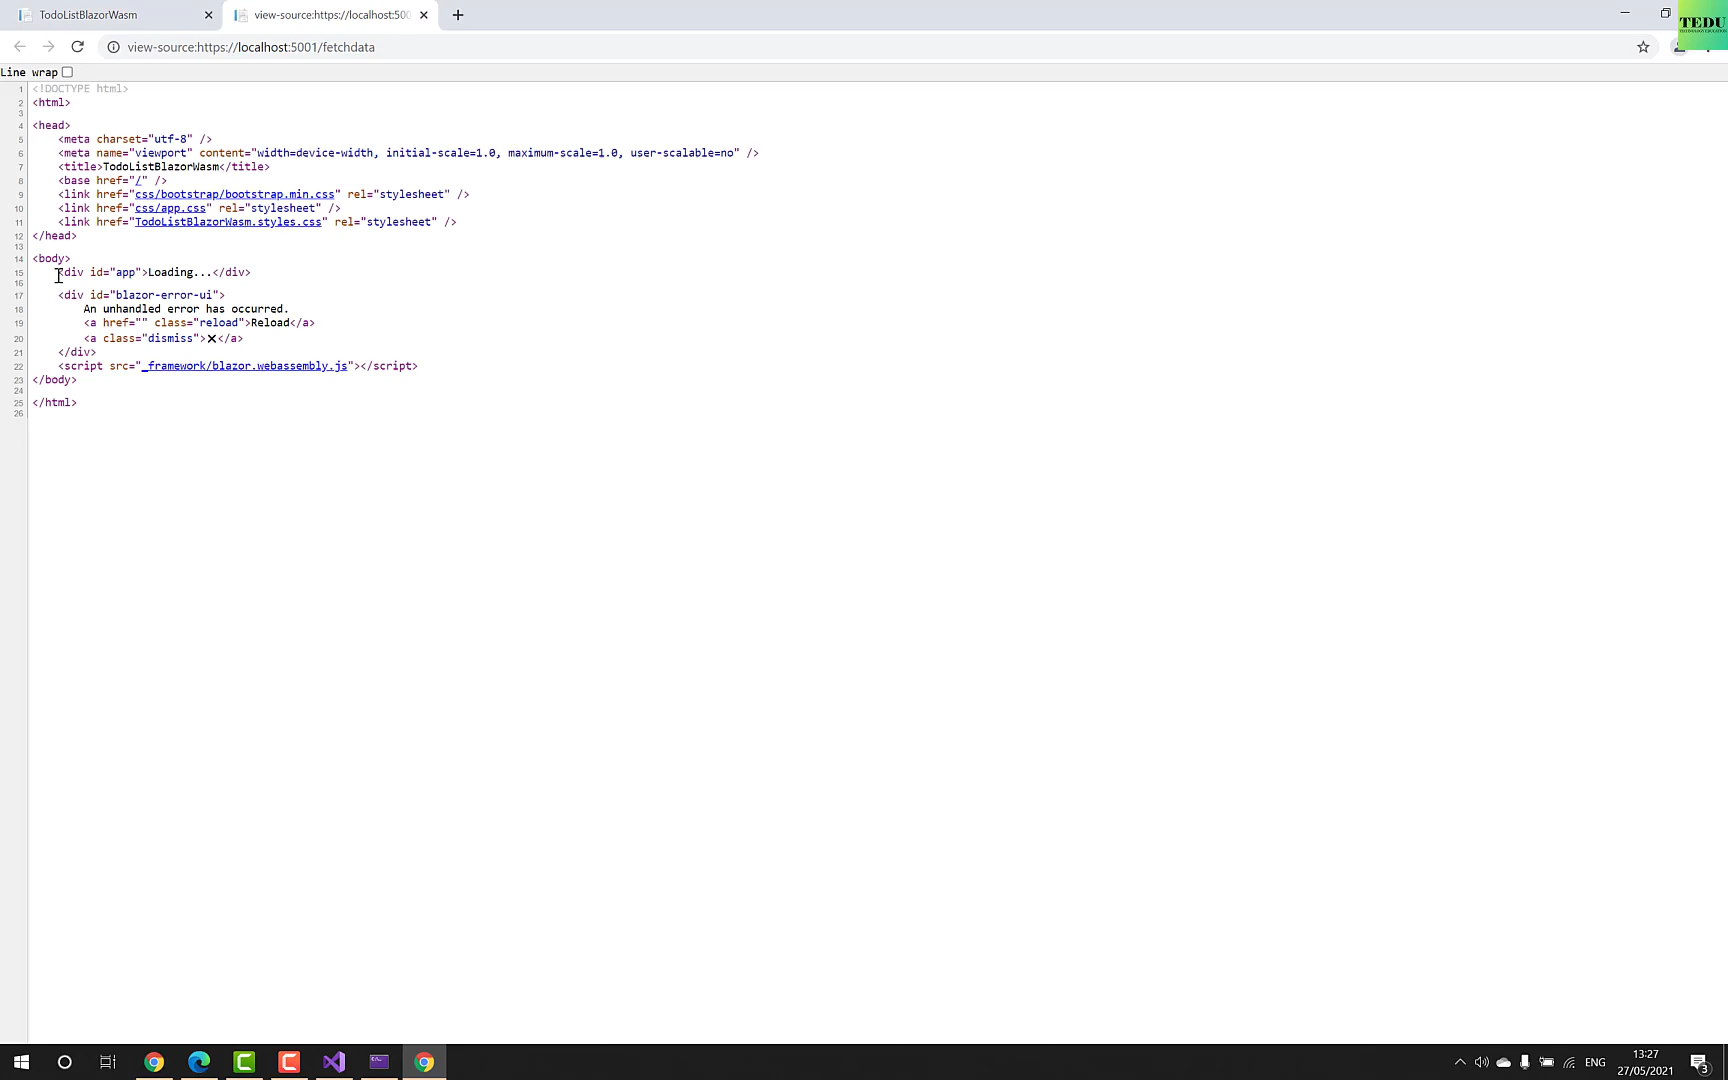 TodoListBlazorWasm
view-source:https://localhost:500
TEDU
TECHNOLOGY EDUCATION
view-source:https://localhost:5001/fetchdata
Line wrap
1 <!DOCTYPE html>
2 <html>
3
4 <head>
5 <meta charset="utf-8" />
6 <meta name="viewport" content="width=device-width, initial-scale=1.0, maximum-scale=1.0, user-scalable=no" />
7 <title>TodoListBlazorWasm</title>
8 <base href="/" />
9 <link href="css/bootstrap/bootstrap.min.css" rel="stylesheet" />
10 <link href="css/app.css" rel="stylesheet" />
11 <link href="TodoListBlazorWasm.styles.css" rel="stylesheet" />
12 </head>
13
14 <body>
15 <div id="app">Loading...</div>
16
17 <div id="blazor-error-ui">
18 An unhandled error has occurred.
19 <a href="" class="reload">Reload</a>
20 <a class="dismiss">🗙</a>
21 </div>
22 <script src="_framework/blazor.webassembly.js"></script>
23 </body>
24
25 </html>
26
ENG
13:27
27/05/2021
3